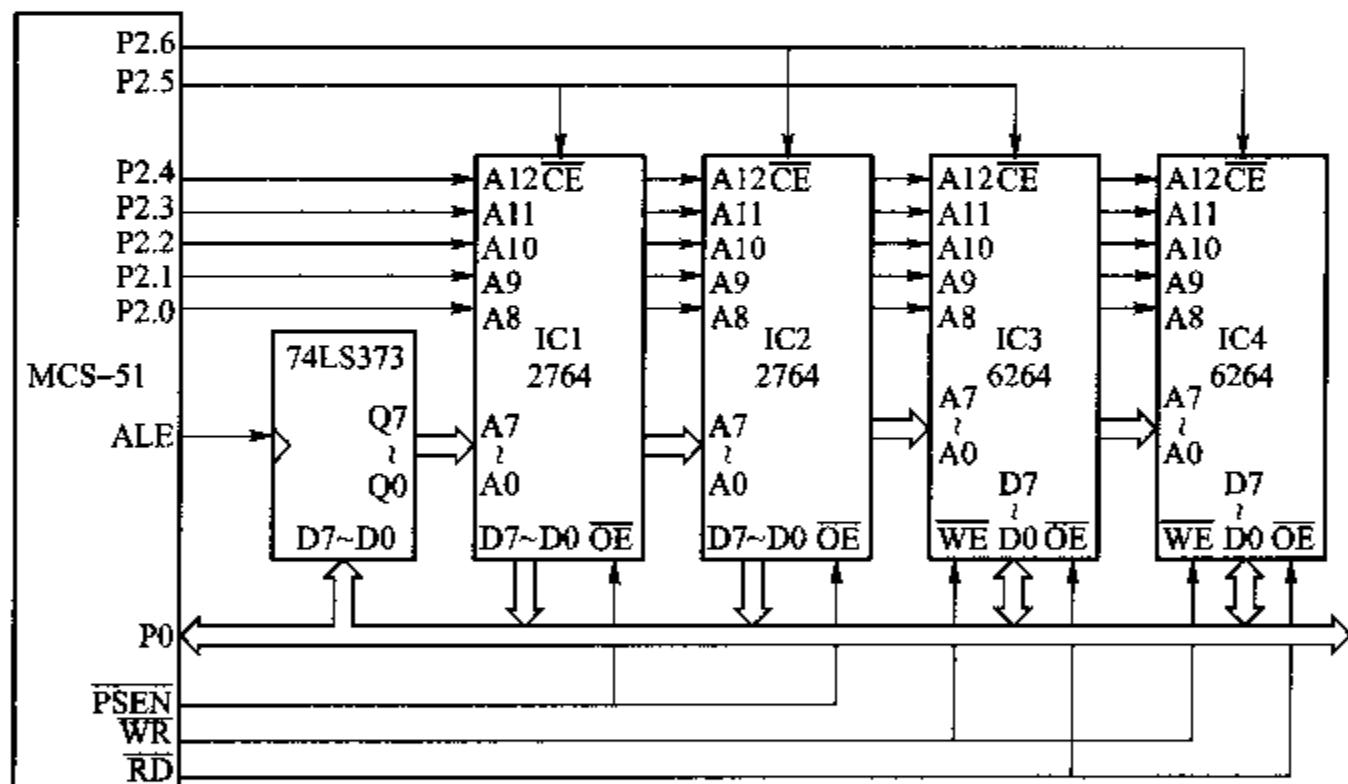 P2.6
P2.5
P2.4
P2.3
P2.2
P2.1
P2.0
MCS-51
ALE
P0
PSEN
WR
RD
74LS373
Q7
~
Q0
D7~D0
A12 CE
A11
A10
A9
A8
IC1
2764
A7
~
A0
D7~D0 OE
A12 CE
A11
A10
A9
A8
IC2
2764
A7
~
A0
D7~D0 OE
A12 CE
A11
A10
A9
A8
IC3
6264
A7
~
A0
D7
~
WE D0 OE
A12 CE
A11
A10
A9
A8
IC4
6264
A7
~
A0
D7
~
WE D0 OE